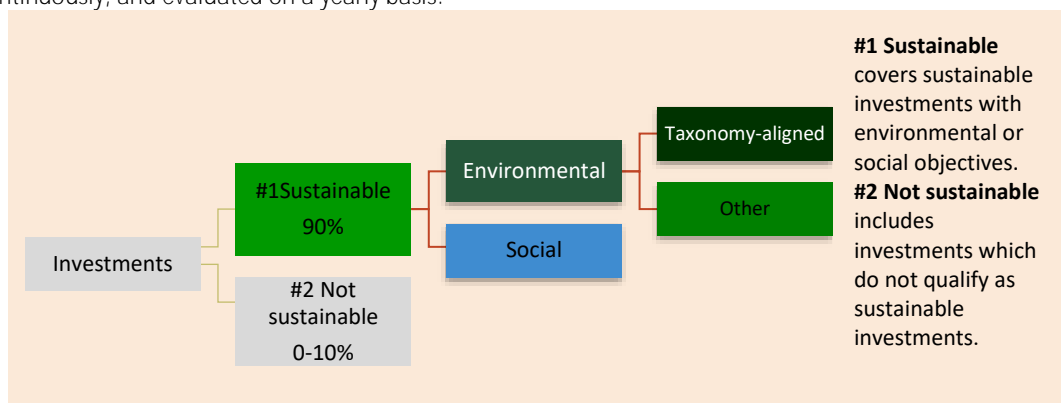 and evaluated on a yearly basis.
Investments
#1Sustainable
90%
#2 Not
sustainable
0-10%
Environmental
Social
Taxonomy-aligned
Other
#1 Sustainable
covers sustainable
investments with
environmental or
social objectives.
#2 Not sustainable
includes
investments which
do not qualify as
sustainable
investments.